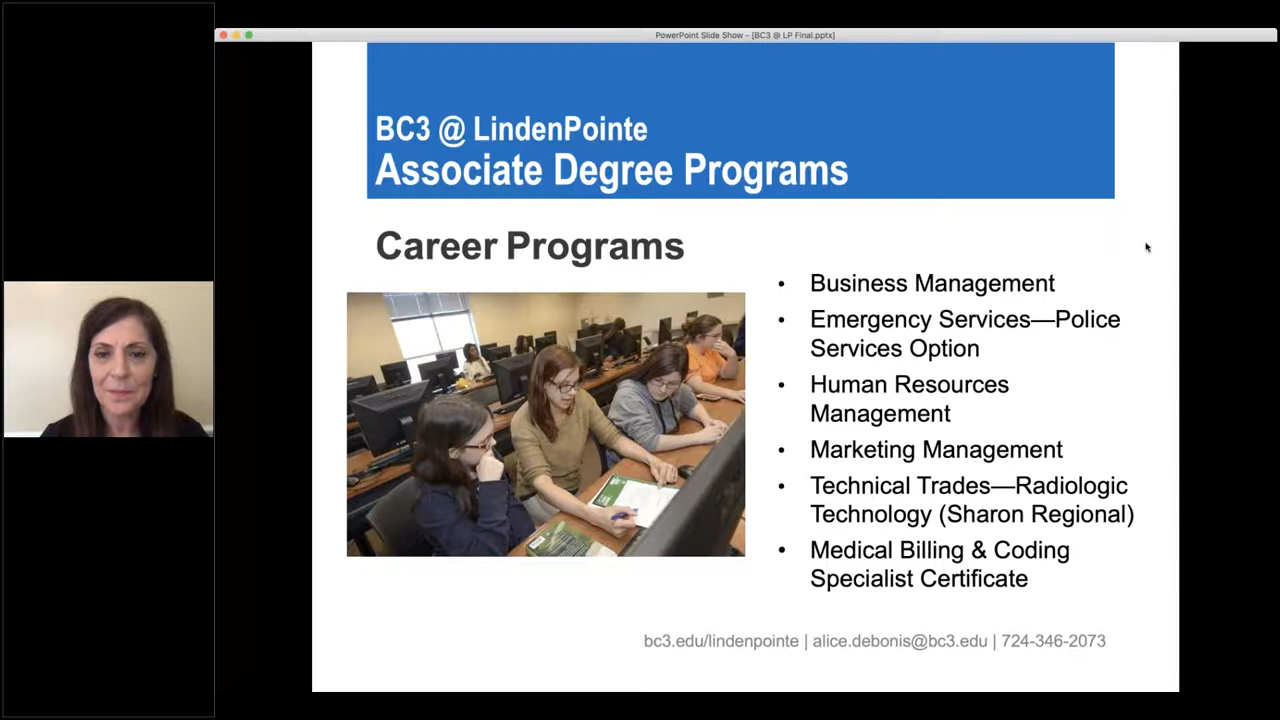 PowerPoint Slide Show - [BC3 @ LP Final.pptx]
BC3 @ LindenPointe
Associate Degree Programs
Career Programs
• Business Management
• Emergency Services—Police
Services Option
• Human Resources
Management
• Marketing Management
• Technical Trades—Radiologic
Technology (Sharon Regional)
• Medical Billing & Coding
Specialist Certificate
bc3.edu/lindenpointe | alice.debonis@bc3.edu | 724-346-2073